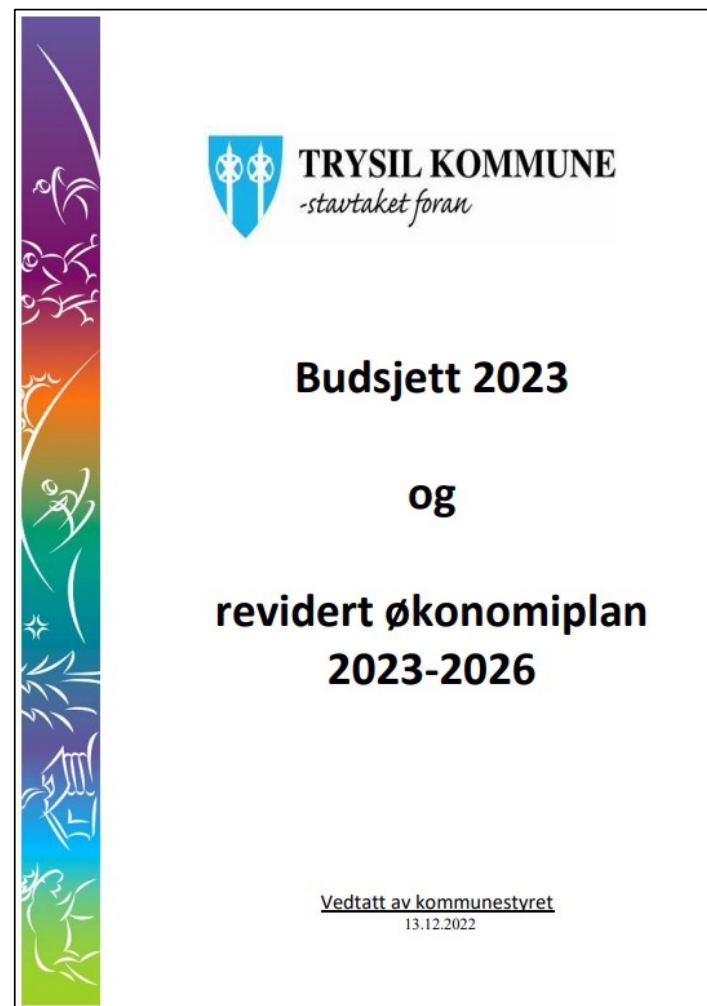 TRYSIL KOMMUNE
-stavtaket foran
Budsjett 2023
og
revidert økonomiplan
2023-2026
Vedtatt av kommunestyret
13.12.2022